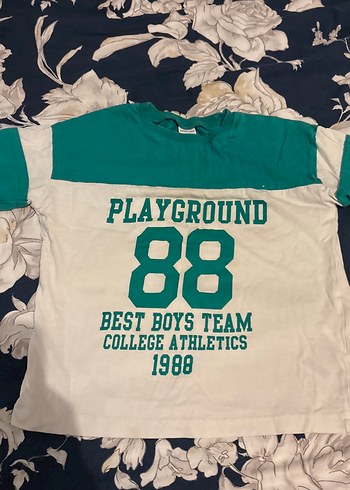 PLAYGROUND
88
BEST BOYS TEAM
COLLEGE ATHLETICS
1988